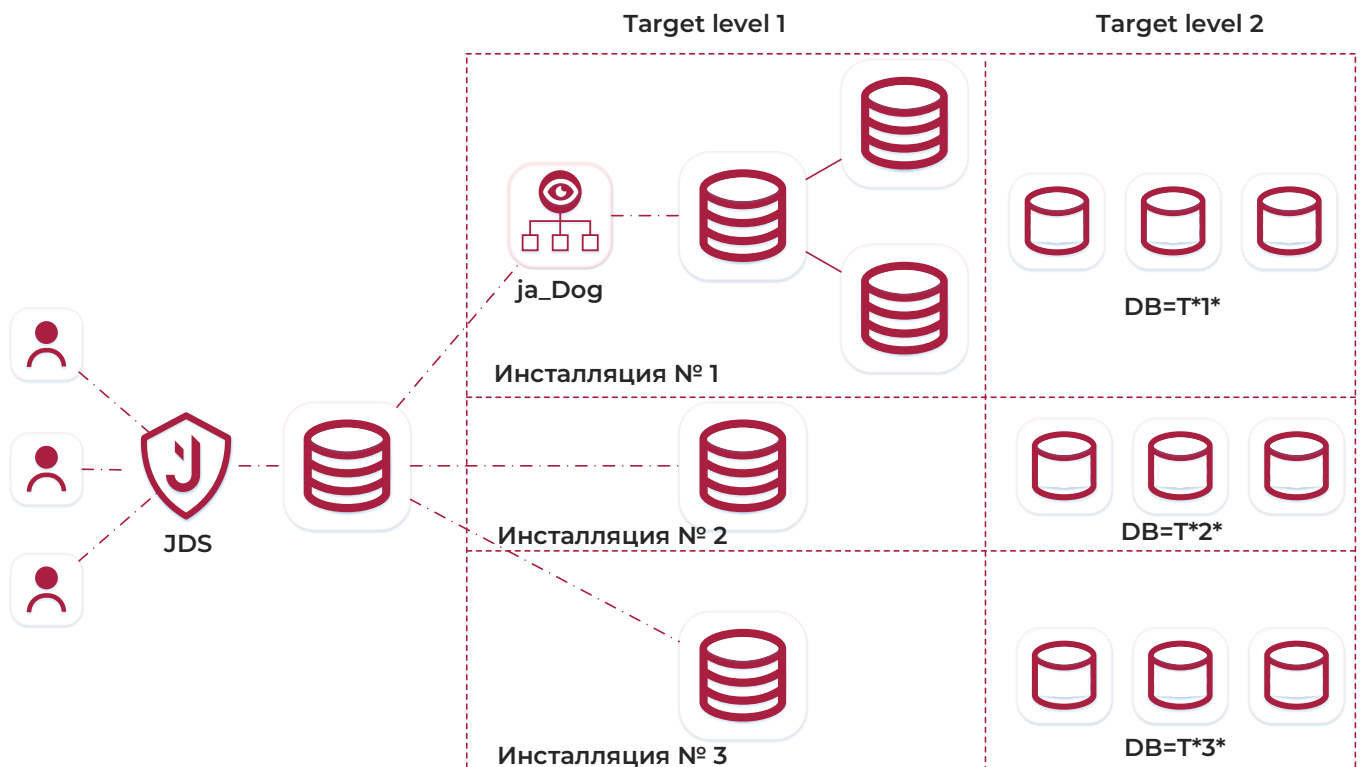 Target level 1
Target level 2
ja_Dog
DB=T*1*
Инсталляция № 1
JDS
Инсталляция № 2
DB=T*2*
Инсталляция № 3
DB=T*3*